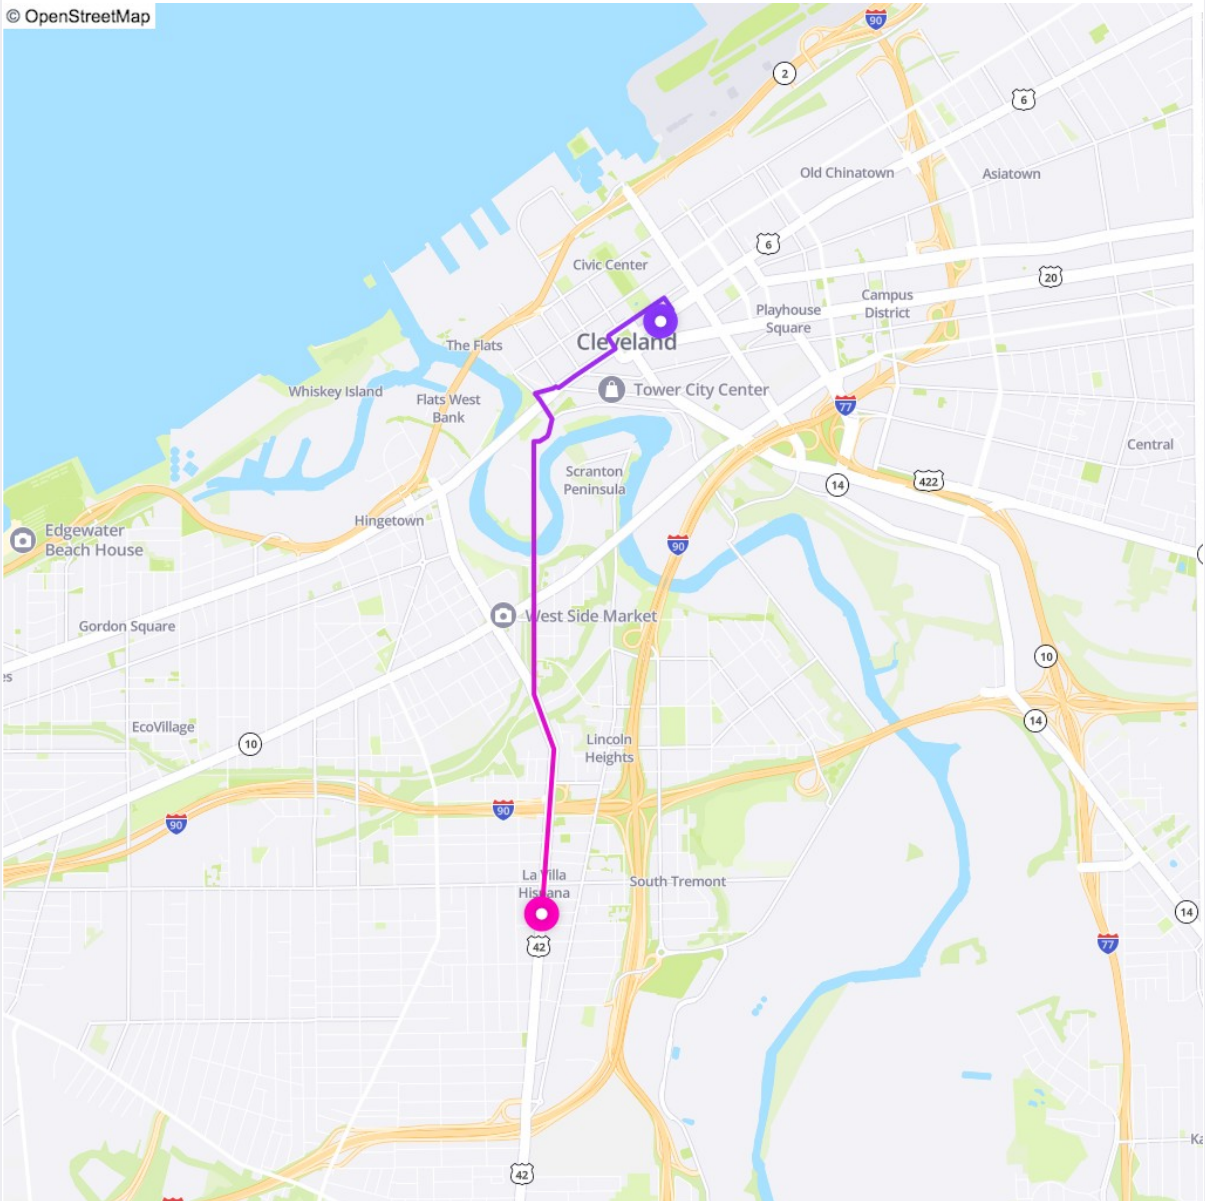 © OpenStreetMap
90
2
6
Old Chinatown
Asiatown
6
Civic Center
20
Campus
District
Playhouse
Square
The Flats
Cleveland
Whiskey Island
Tower City Center
Flats West
Bank
77
Central
Scranton
Peninsula
422
14
Hingetown
Edgewater
Beach House
90
West Side Market
Gordon Square
10
es
14
EcoVillage
10
Lincoln
Heights
90
90
La Villa
Hispana
South Tremont
14
42
77
Ka
42